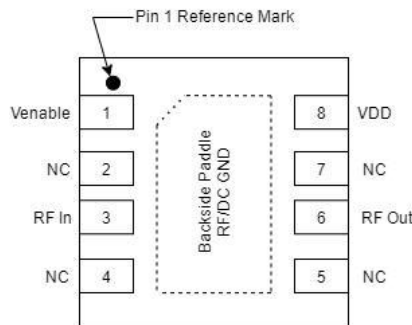 Pin 1 Reference Mark
Venable 1 8 VDD
NC 2 7 NC
RF In 3 6 RF Out
NC 4 5 NC
Backside Paddle
RF/DC GND